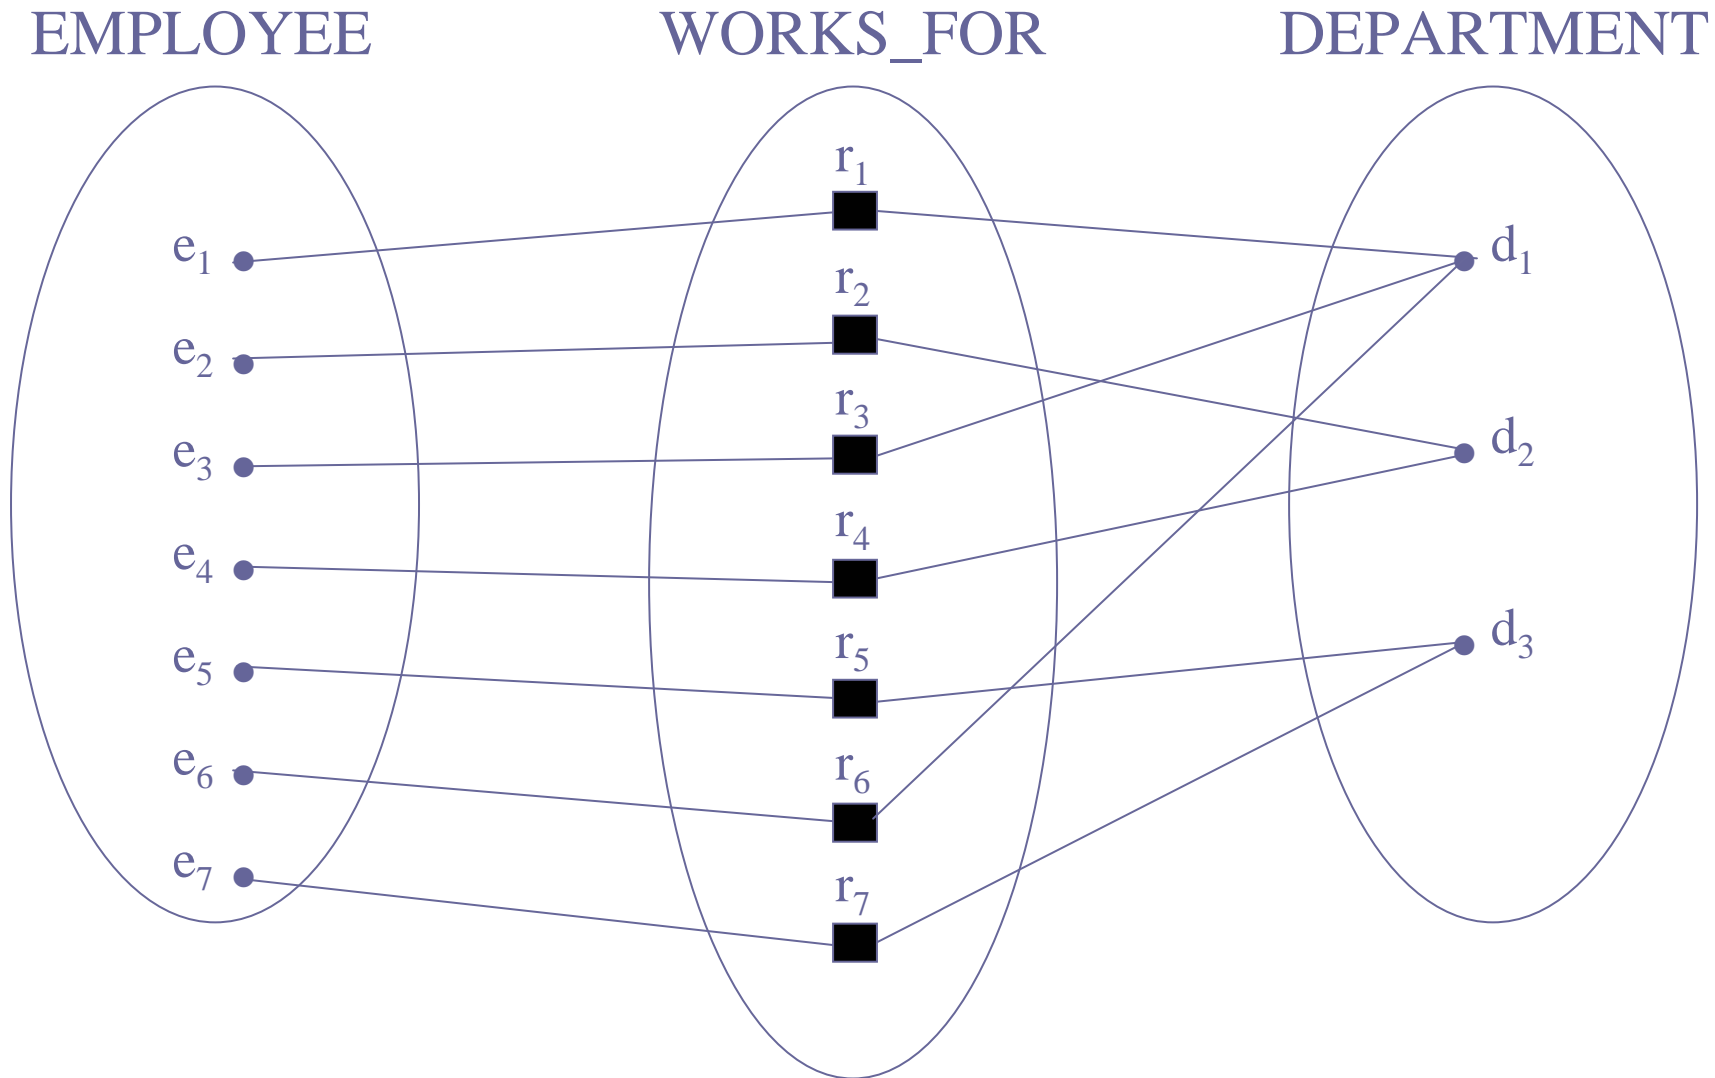 EMPLOYEE WORKS_FOR DEPARTMENT
r₁
e₁ d₁
r₂
e₂
r₃
e₃ d₂
r₄
e₄
r₅ d₃
e₅
r₆
e₆
r₇
e₇